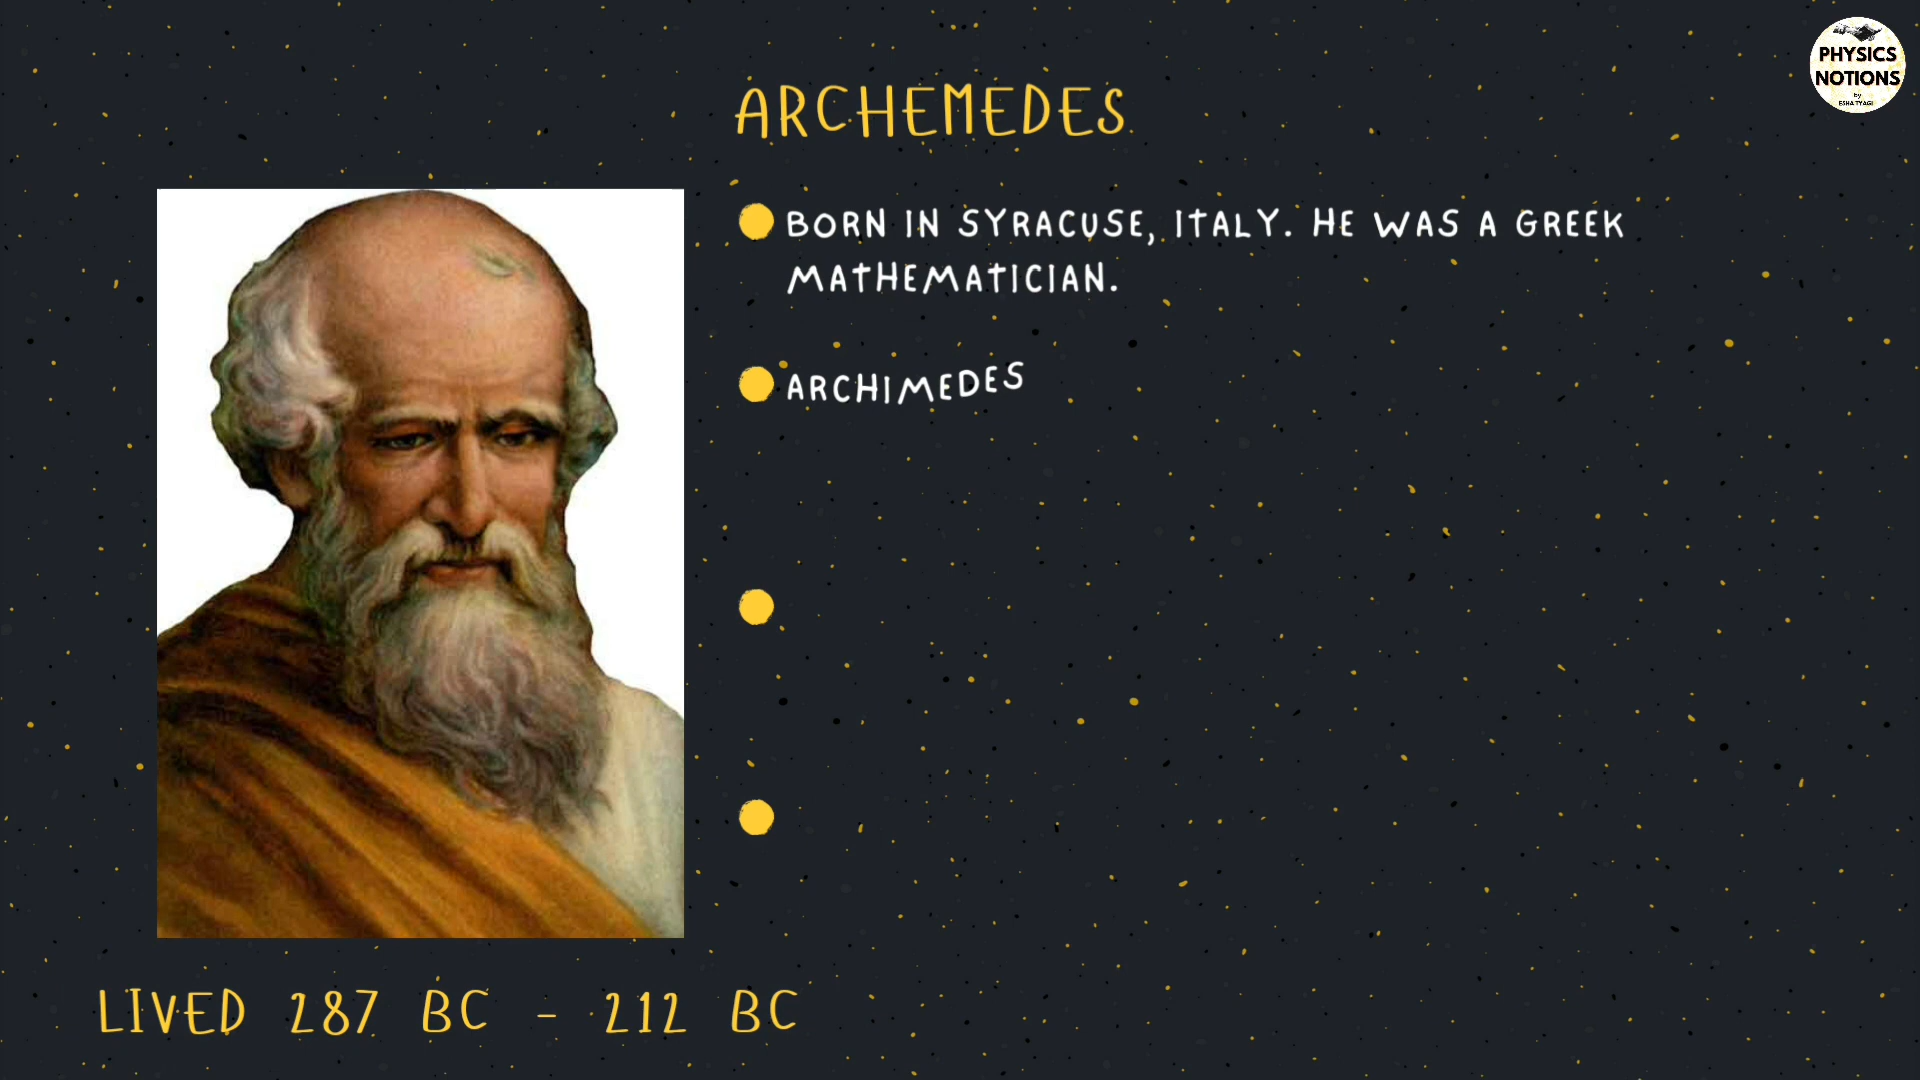 PHYSICS
NOTIONS
by
ESHA TYAGI
ARCHEMEDES
BORN IN SYRACUSE, ITALY. HE WAS A GREEK
MATHEMATICIAN.
ARCHIMEDES
LIVED 287 BC - 212 BC